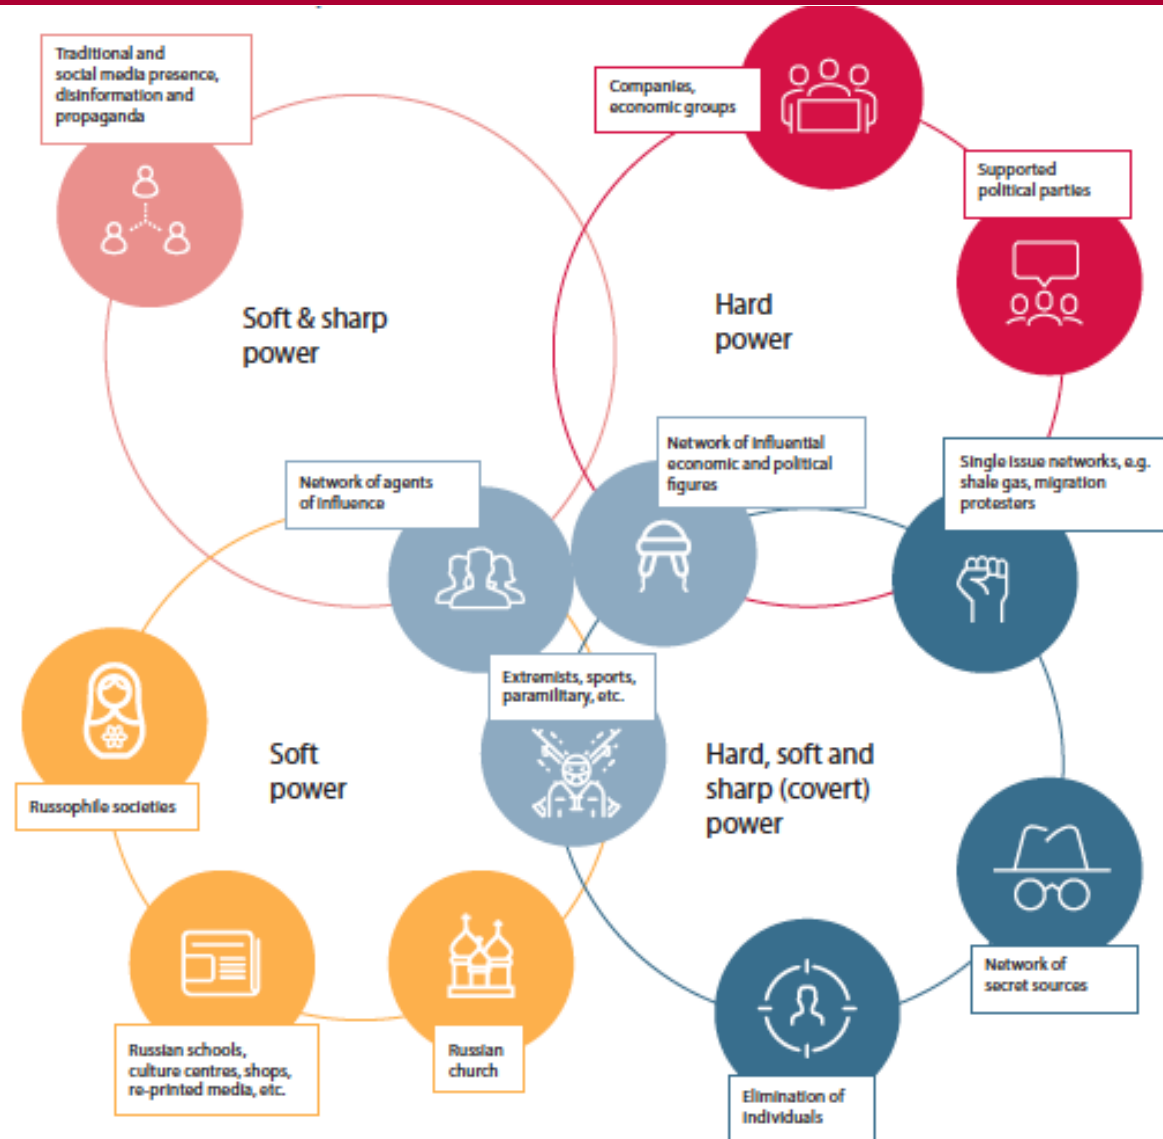 Traditional and
social media presence,
disinformation and
propaganda
Companies,
economic groups
Supported
political parties
Soft & sharp
power
Hard
power
Network of agents
of influence
Network of influential
economic and political
figures
Single issue networks, e.g.
shale gas, migration
protesters
Extremists, sports,
paramilitary, etc.
Russophile societies
Soft
power
Hard, soft and
sharp (covert)
power
Network of
secret sources
Russian schools,
culture centres, shops,
re-printed media, etc.
Russian
church
Elimination of
individuals